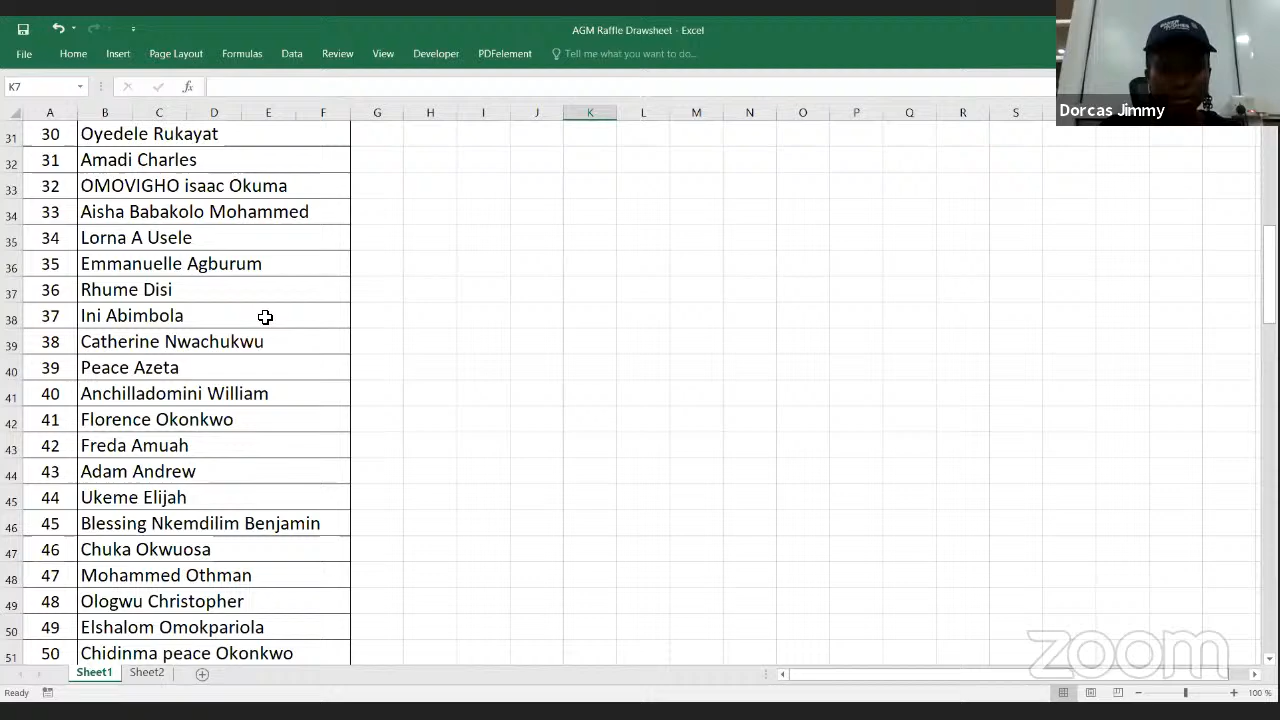 AGM Raffle Drawsheet - Excel
File Home Insert Page Layout Formulas Data Review View Developer PDFelement Tell me what you want to do...
K7 fx
Dorcas Jimmy
A B C D E F H I J K L M N O P Q R S
31 30 Oyedele Rukayat
32 31 Amadi Charles
33 32 OMOVIGHO isaac Okuma
34 33 Aisha Babakolo Mohammed
35 34 Lorna A Usele
36 35 Emmanuelle Agburum
37 36 Rhume Disi
38 37 Ini Abimbola
39 38 Catherine Nwachukwu
40 39 Peace Azeta
41 40 Anchilladomini William
42 41 Florence Okonkwo
43 42 Freda Amuah
44 43 Adam Andrew
45 44 Ukeme Elijah
46 45 Blessing Nkemdilim Benjamin
47 46 Chuka Okwuosa
48 47 Mohammed Othman
49 48 Ologwu Christopher
50 49 Elshalom Omokpariola
51 50 Chidinma peace Okonkwo
zoom
Sheet1 Sheet2
Ready 100 %